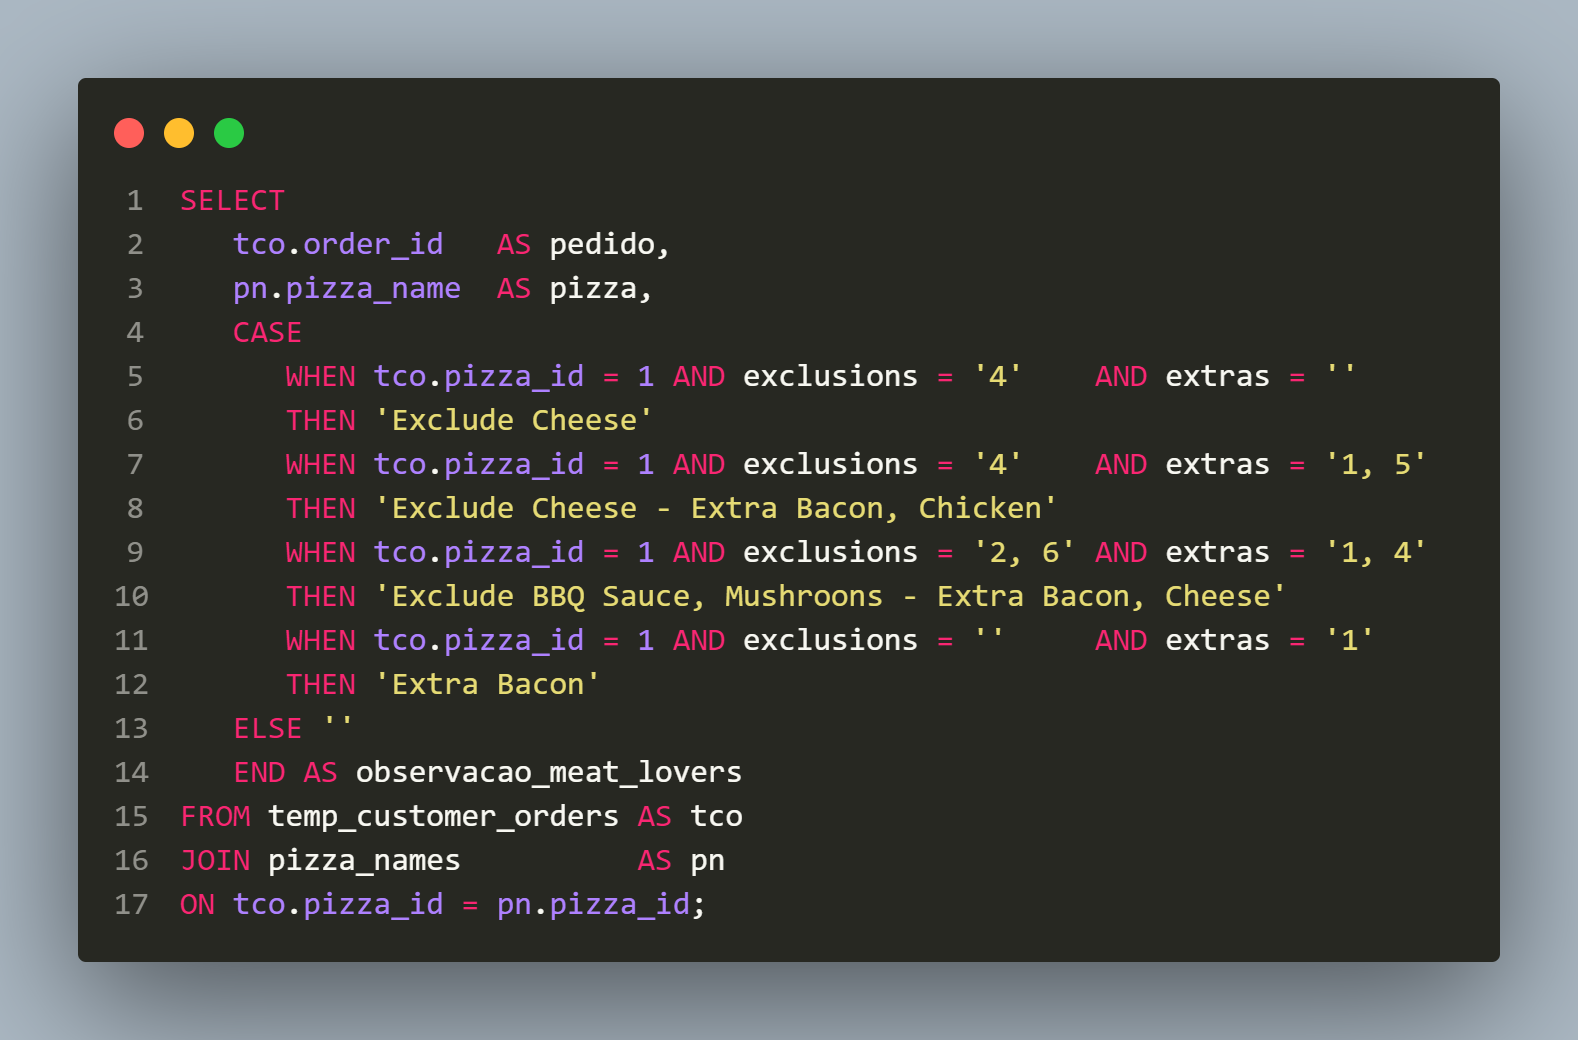 1 SELECT
2    tco.order_id   AS pedido,
3    pn.pizza_name  AS pizza,
4    CASE
5       WHEN tco.pizza_id = 1 AND exclusions = '4'    AND extras = ''
6       THEN 'Exclude Cheese'
7       WHEN tco.pizza_id = 1 AND exclusions = '4'    AND extras = '1, 5'
8       THEN 'Exclude Cheese - Extra Bacon, Chicken'
9       WHEN tco.pizza_id = 1 AND exclusions = '2, 6' AND extras = '1, 4'
10       THEN 'Exclude BBQ Sauce, Mushroons - Extra Bacon, Cheese'
11       WHEN tco.pizza_id = 1 AND exclusions = ''     AND extras = '1'
12       THEN 'Extra Bacon'
13    ELSE ''
14    END AS observacao_meat_lovers
15 FROM temp_customer_orders AS tco
16 JOIN pizza_names          AS pn
17 ON tco.pizza_id = pn.pizza_id;